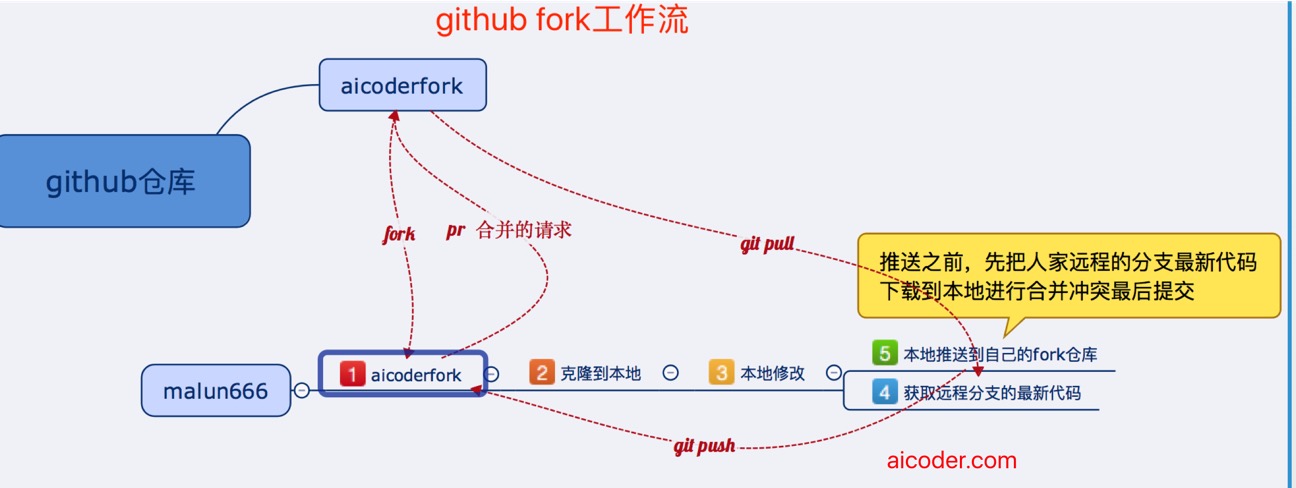 github fork工作流
aicoderfork
github仓库
fork
pr 合并的请求
git pull
推送之前，先把人家远程的分支最新代码
下载到本地进行合并冲突最后提交
malun666
1 aicoderfork
2 克隆到本地
3 本地修改
5 本地推送到自己的fork仓库
4 获取远程分支的最新代码
git push
aicoder.com